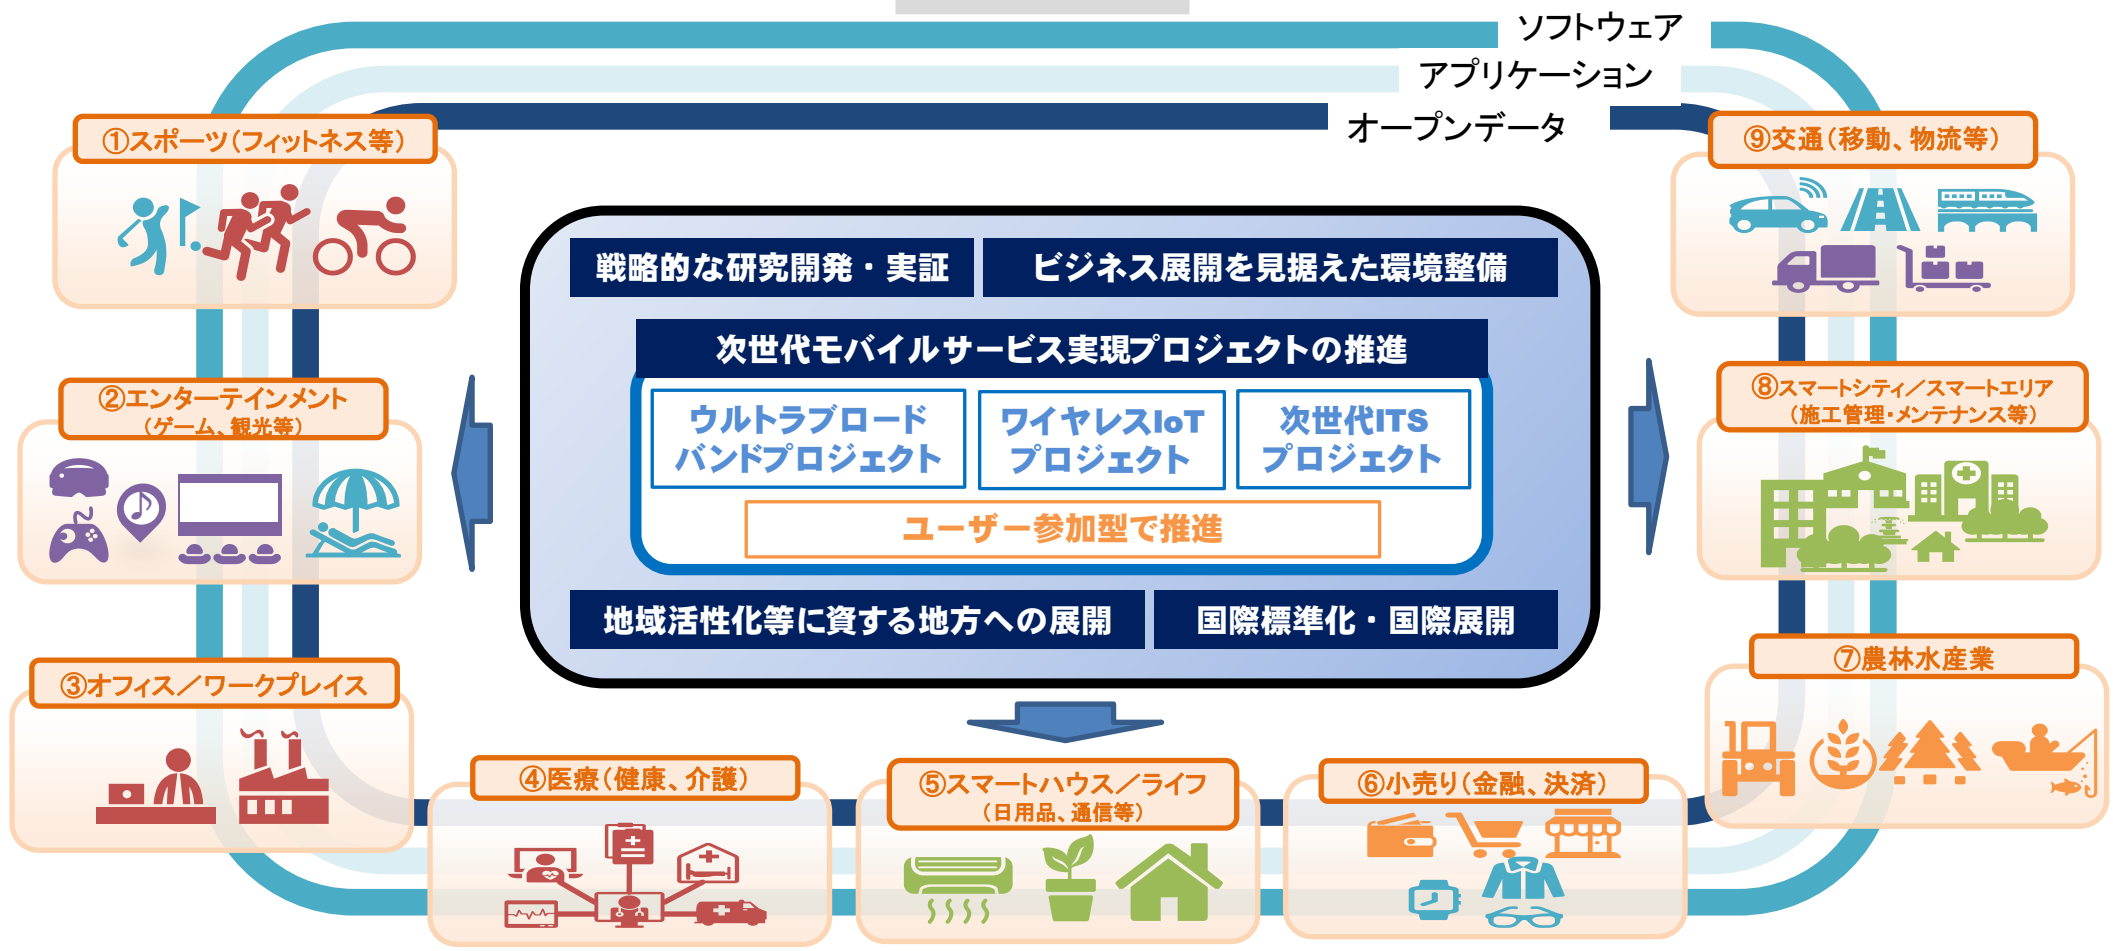 ソフトウェア
アプリケーション
オープンデータ
①スポーツ(フィットネス等)
⑨交通(移動、物流等)
戦略的な研究開発・実証
ビジネス展開を見据えた環境整備
次世代モバイルサービス実現プロジェクトの推進
ウルトラブロード
バンドプロジェクト
ワイヤレスIoT
プロジェクト
次世代ITS
プロジェクト
ユーザー参加型で推進
地域活性化等に資する地方への展開
国際標準化・国際展開
②エンターテインメント
(ゲーム、観光等)
⑧スマートシティ/スマートエリア
(施工管理・メンテナンス等)
③オフィス/ワークプレイス
⑦農林水産業
④医療(健康、介護)
⑤スマートハウス/ライフ
(日用品、通信等)
⑥小売り(金融、決済)